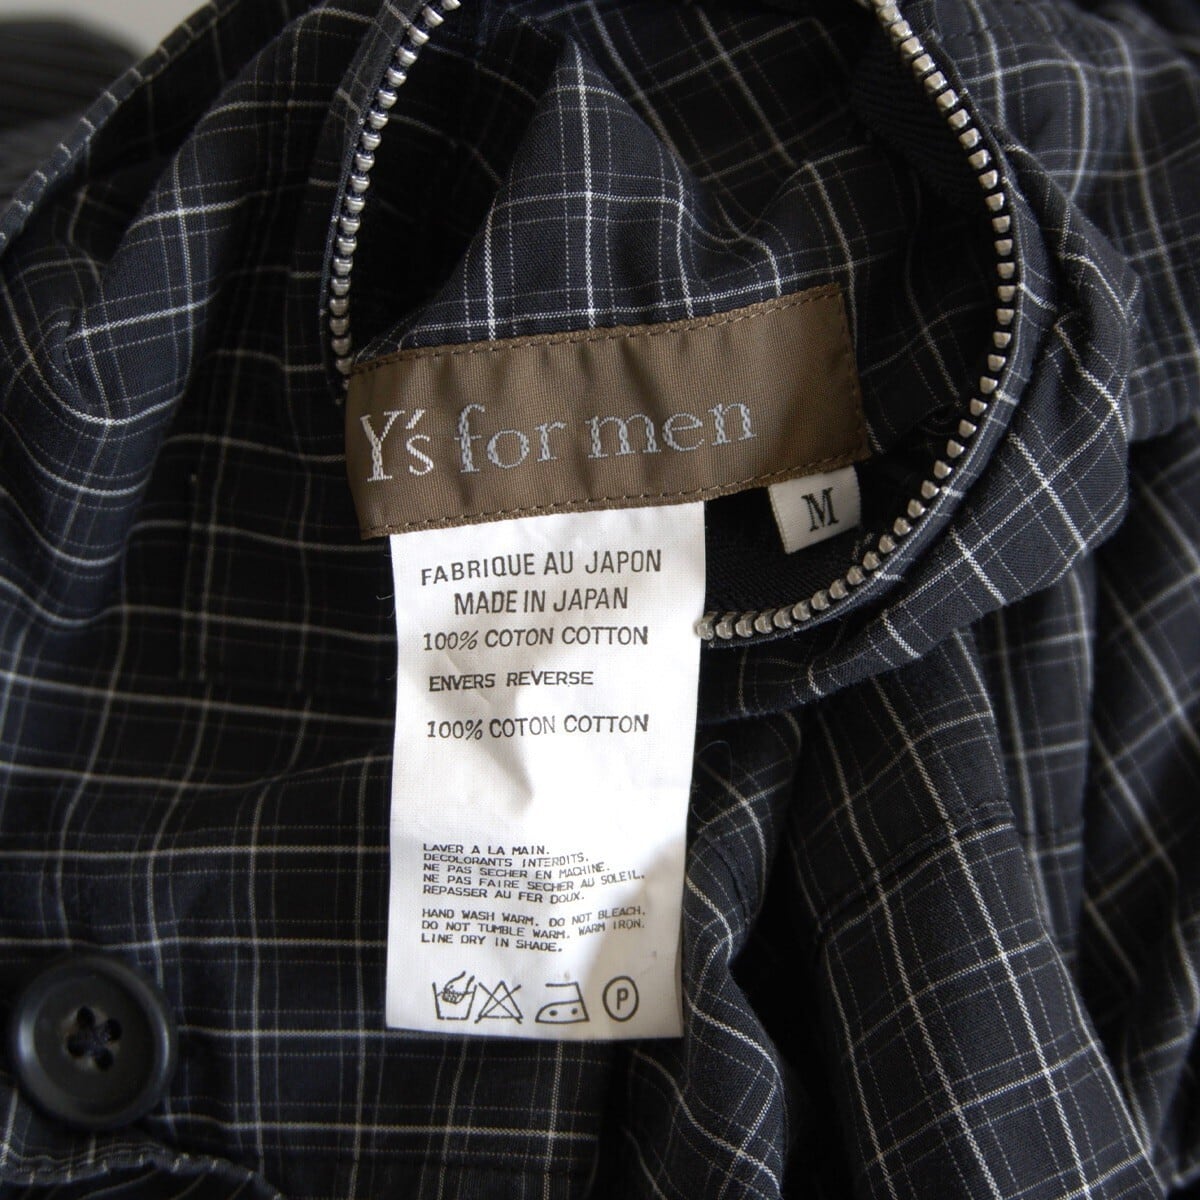 Y's for men
M
FABRIQUE AU JAPON
MADE IN JAPAN
100% COTON COTTON
ENVERS REVERSE
100% COTON COTTON
LAVER A LA MAIN.
DECOLORANTS INTERDITS.
NE PAS SECHER EN MACHINE.
NE PAS FAIRE SECHER AU SOLEIL.
REPASSER AU FER DOUX.
HAND WASH WARM. DO NOT BLEACH.
DO NOT TUMBLE WARM. WARM IRON.
LINE DRY IN SHADE.
P